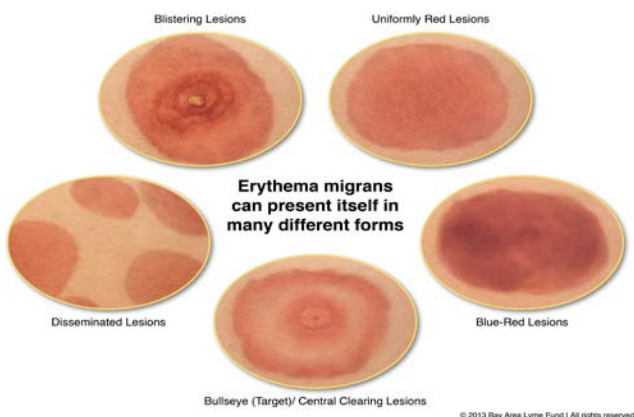 Blistering Lesions
Uniformly Red Lesions
Erythema migrans
can present itself in
many different forms
Disseminated Lesions
Blue-Red Lesions
Bullseye (Target)/ Central Clearing Lesions
© 2013 Bay Area Lyme Fund | All rights reserved